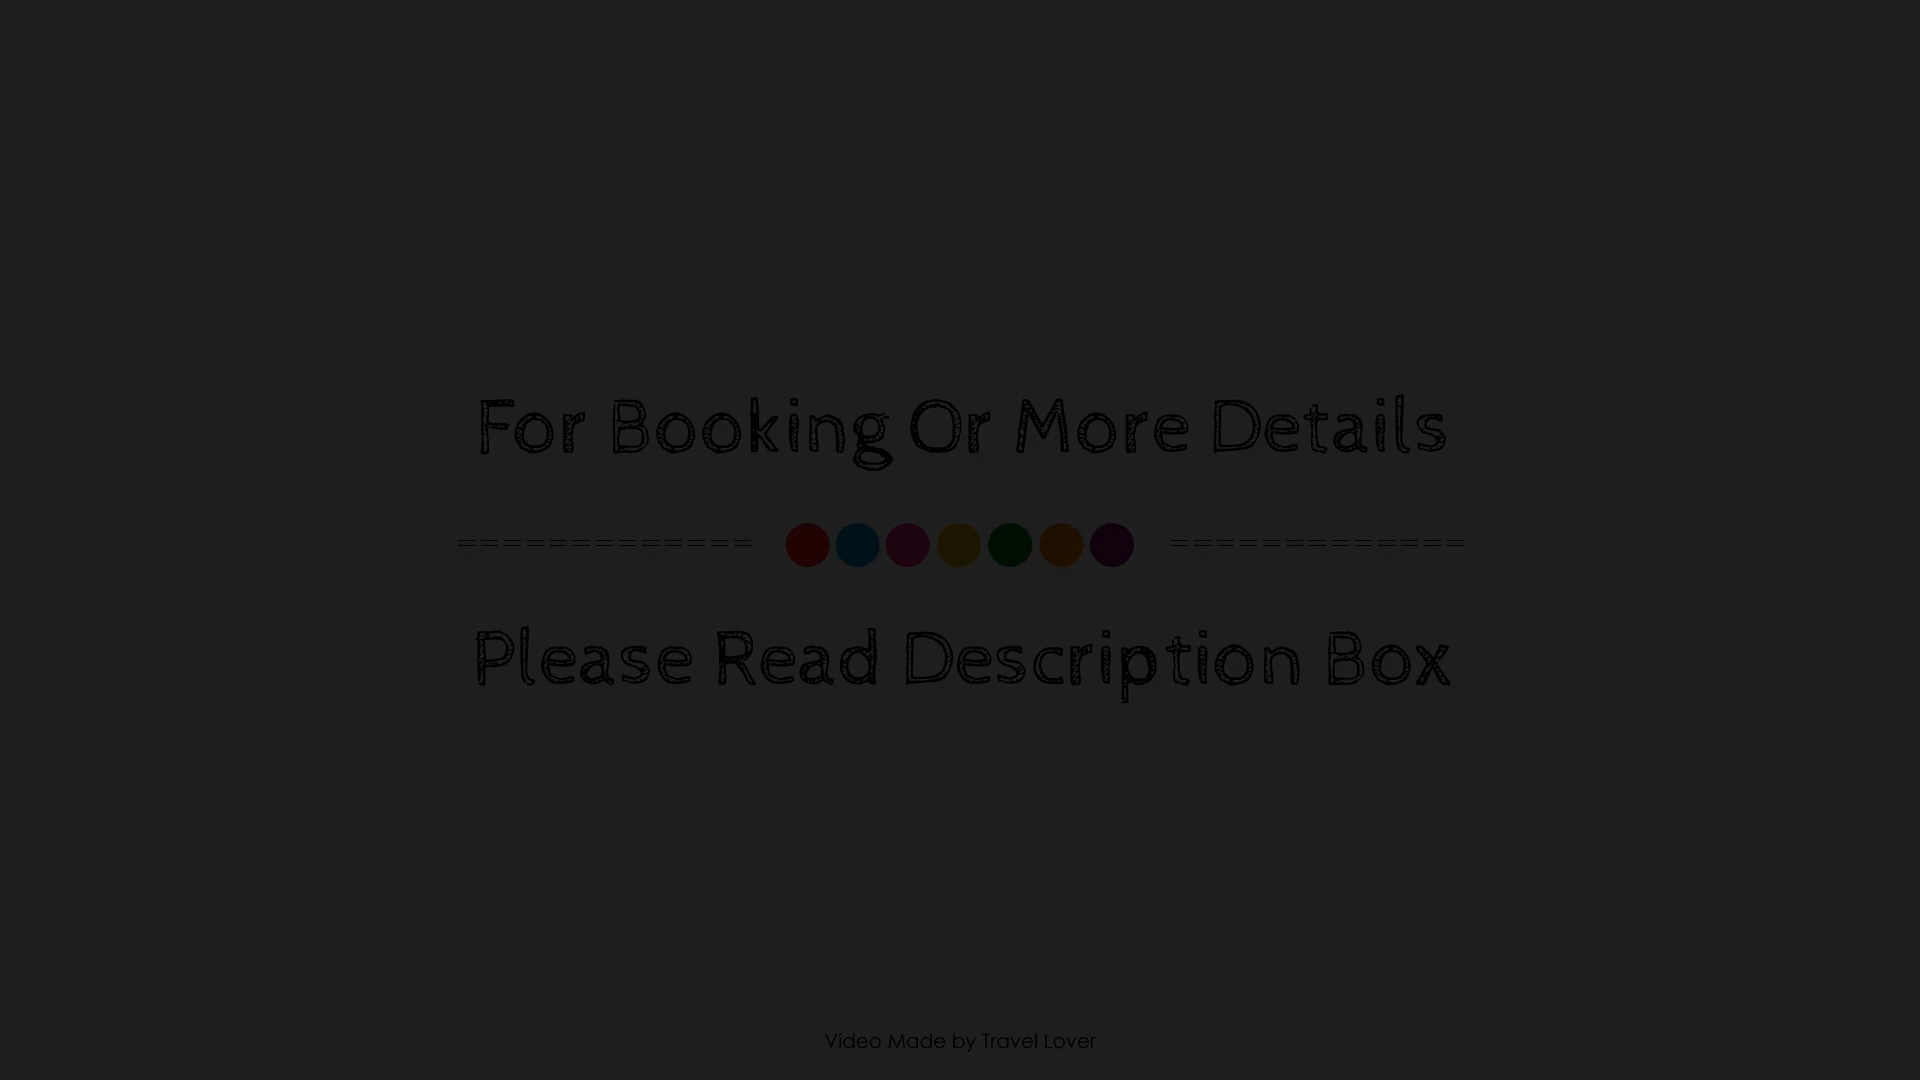 For Booking Or More Details
============= =============
Please Read Description Box
Video Made by Travel Lover